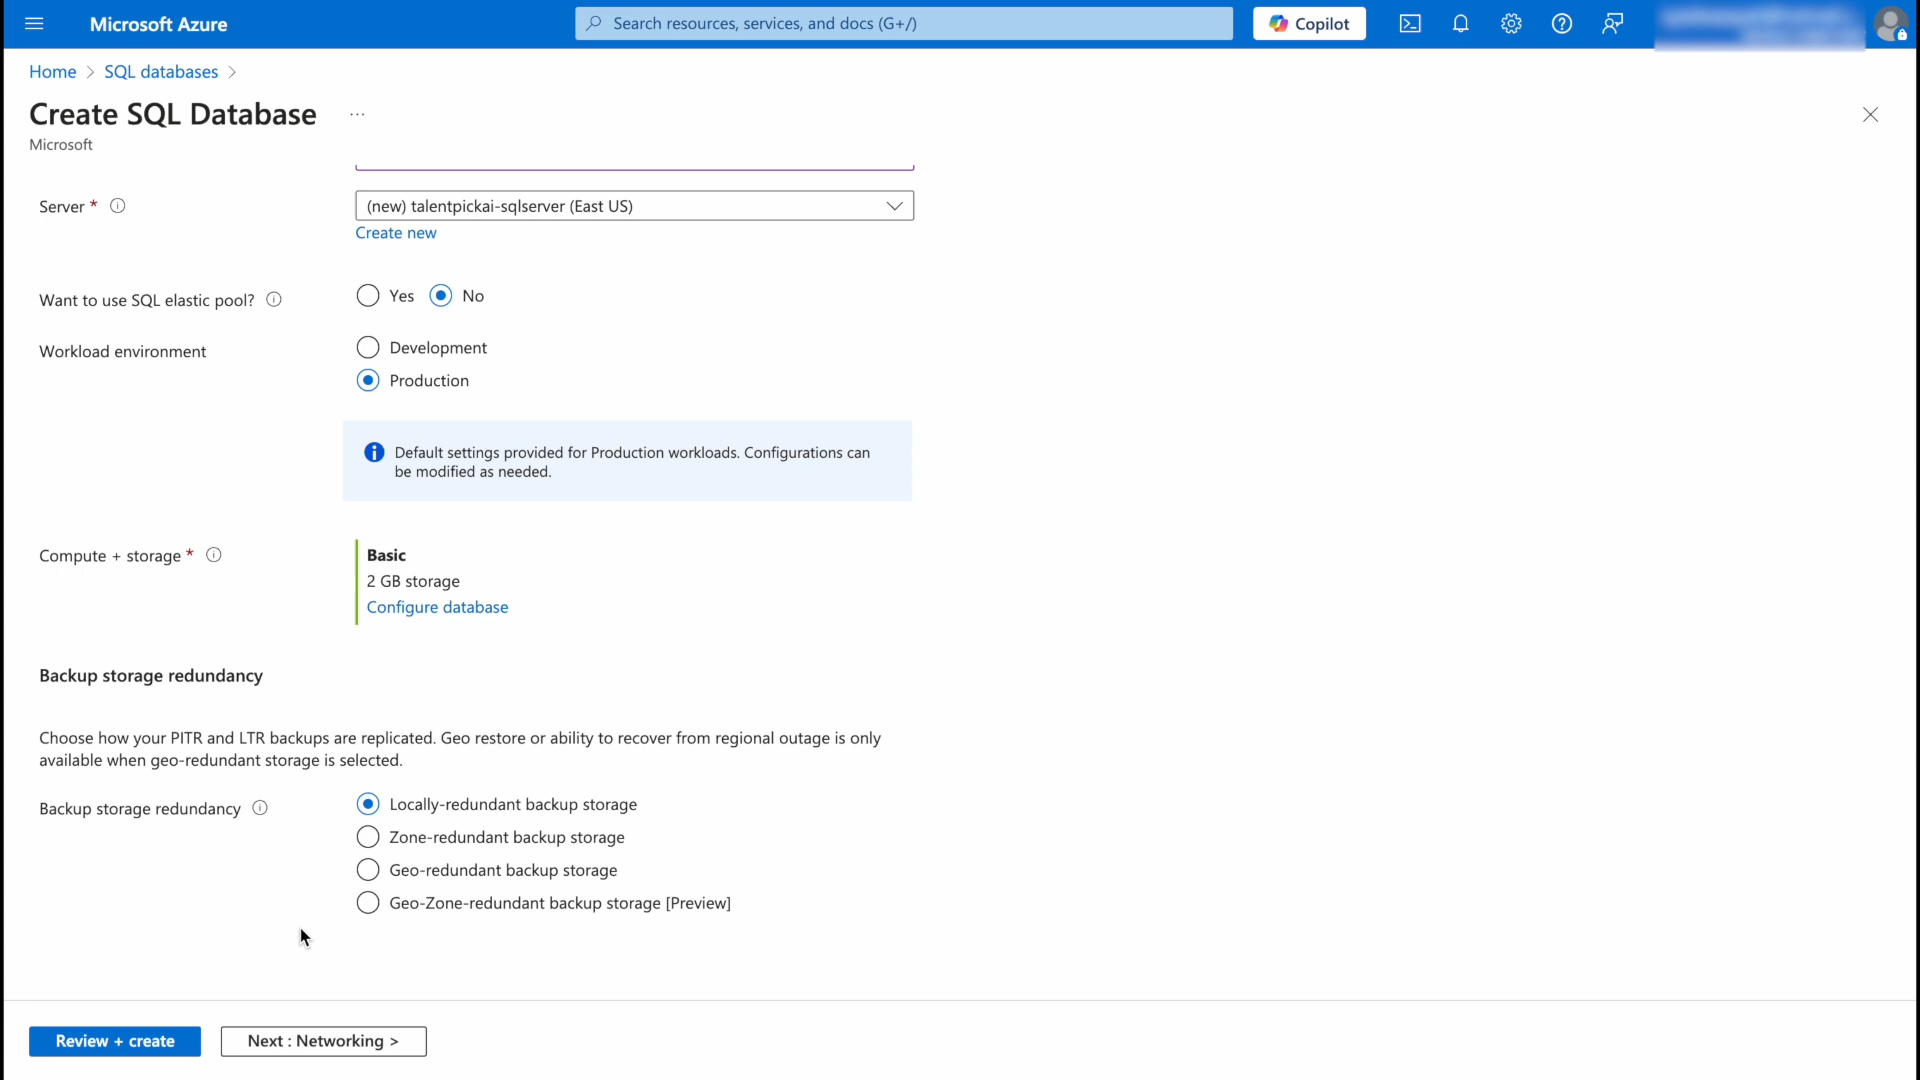 Microsoft Azure
Search resources, services, and docs (G+/)
Copilot
Home > SQL databases >
Create SQL Database ...
Microsoft
Server *
(new) talentpickai-sqlserver (East US)
Create new
Want to use SQL elastic pool?
Yes
No
Workload environment
Development
Production
Default settings provided for Production workloads. Configurations can
be modified as needed.
Compute + storage *
Basic
2 GB storage
Configure database
Backup storage redundancy
Choose how your PITR and LTR backups are replicated. Geo restore or ability to recover from regional outage is only
available when geo-redundant storage is selected.
Backup storage redundancy
Locally-redundant backup storage
Zone-redundant backup storage
Geo-redundant backup storage
Geo-Zone-redundant backup storage [Preview]
Review + create
Next : Networking >